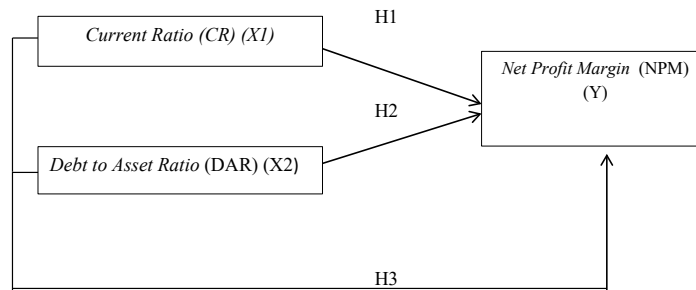 H1
Current Ratio (CR) (X1)
Net Profit Margin (NPM)
(Y)
H2
Debt to Asset Ratio (DAR) (X2)
H3